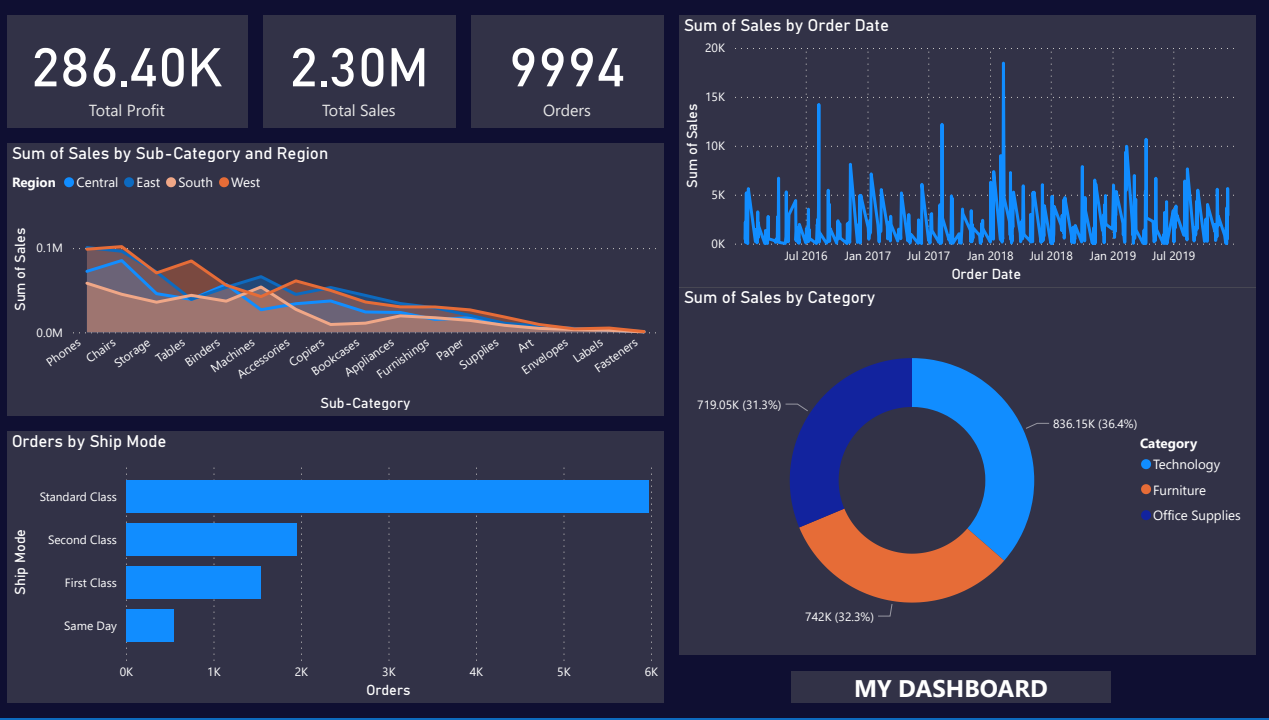 286.40K
Total Profit
2.30M
Total Sales
9994
Orders
Sum of Sales by Sub-Category and Region
Region Central East South West
Sum of Sales
0.1M
0.0M
Phones
Chairs
Storage
Tables
Binders
Machines
Accessories
Copiers
Bookcases
Appliances
Furnishings
Paper
Supplies
Art
Envelopes
Labels
Fasteners
Sub-Category
Orders by Ship Mode
Ship Mode
Standard Class
Second Class
First Class
Same Day
0K 1K 2K 3K 4K 5K 6K
Orders
Sum of Sales by Order Date
Sum of Sales
20K
15K
10K
5K
0K
Jul 2016 Jan 2017 Jul 2017 Jan 2018 Jul 2018 Jan 2019 Jul 2019
Order Date
Sum of Sales by Category
719.05K (31.3%)
836.15K (36.4%)
742K (32.3%)
Category
Technology
Furniture
Office Supplies
MY DASHBOARD